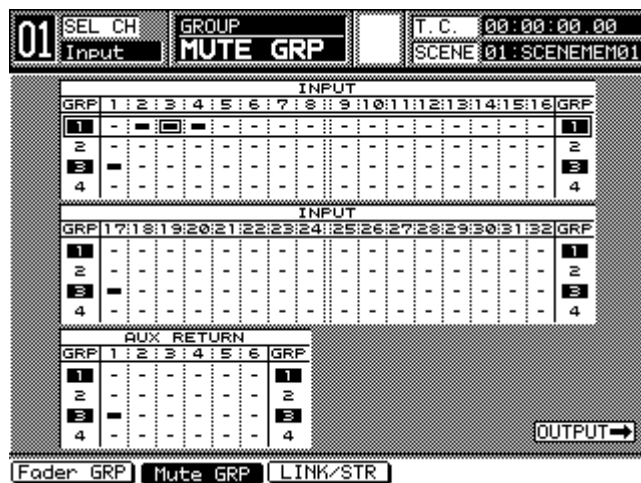 01 SEL CH Input GROUP MUTE GRP T. C. 00:00:00.00
SCENE 01:SCENEMEM01
INPUT
GRP 1 2 3 4 5 6 7 8 9 10 11 12 13 14 15 16 GRP
1 1
2 2
3 3
4 4
INPUT
GRP 17 18 19 20 21 22 23 24 25 26 27 28 29 30 31 32 GRP
1 1
2 2
3 3
4 4
AUX RETURN
GRP 1 2 3 4 5 6 GRP
1 1
2 2
3 3
4 4
OUTPUT➡
Fader GRP Mute GRP LINK/STR